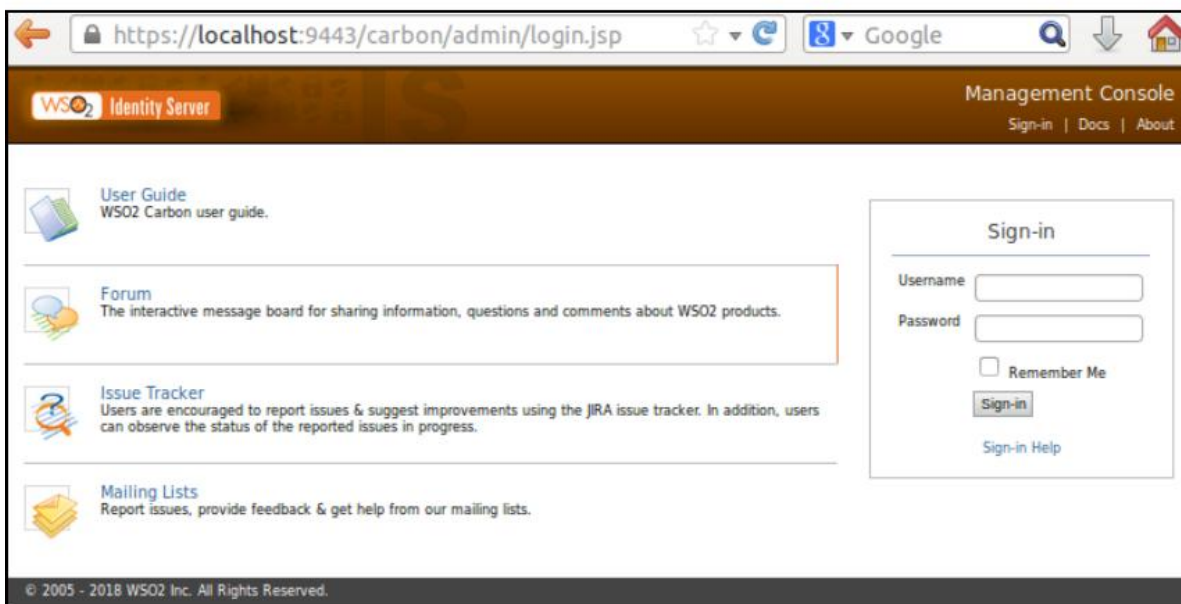 https://localhost:9443/carbon/admin/login.jsp
8 Google
WSO2 Identity Server
Management Console
Sign-in | Docs | About
User Guide
WSO2 Carbon user guide.
Forum
The interactive message board for sharing information, questions and comments about WSO2 products.
Issue Tracker
Users are encouraged to report issues & suggest improvements using the JIRA issue tracker. In addition, users
can observe the status of the reported issues in progress.
Mailing Lists
Report issues, provide feedback & get help from our mailing lists.
Sign-in
Username
Password
Remember Me
Sign-in
Sign-in Help
© 2005 - 2018 WSO2 Inc. All Rights Reserved.